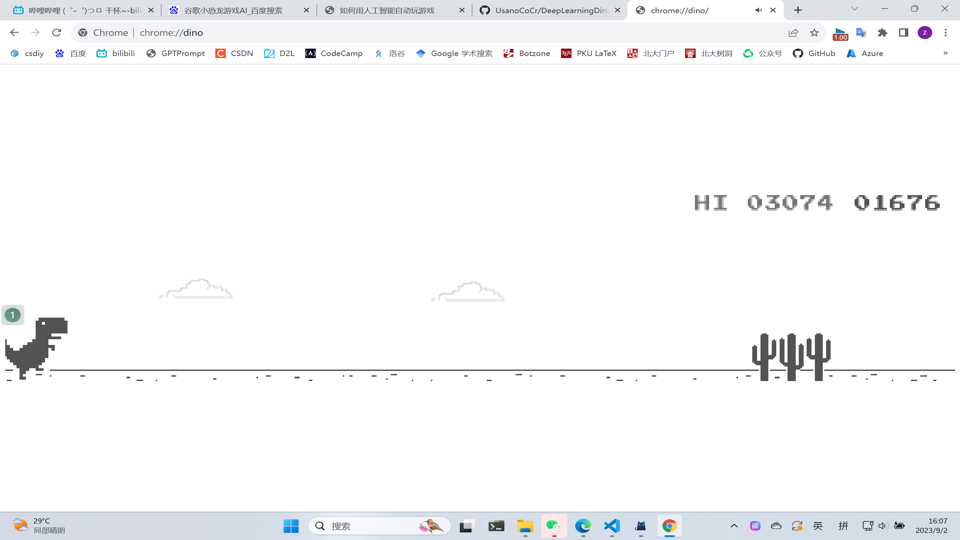 哔哩哔哩 (゜-゜)つロ 干杯~-bili
谷歌小恐龙游戏AI_百度搜索
如何用人工智能自动玩游戏
UsanoCoCr/DeepLearningDin
chrome://dino/
Chrome | chrome://dino
1.00
z
csdiy
百度
bilibili
GPTPrompt
CSDN
D2L
CodeCamp
洛谷
Google 学术搜索
Botzone
PKU LaTeX
北大门户
北大树洞
公众号
GitHub
Azure
»
HI 03074 01676
1
29°C
局部晴朗
搜索
英
拼
16:07
2023/9/2